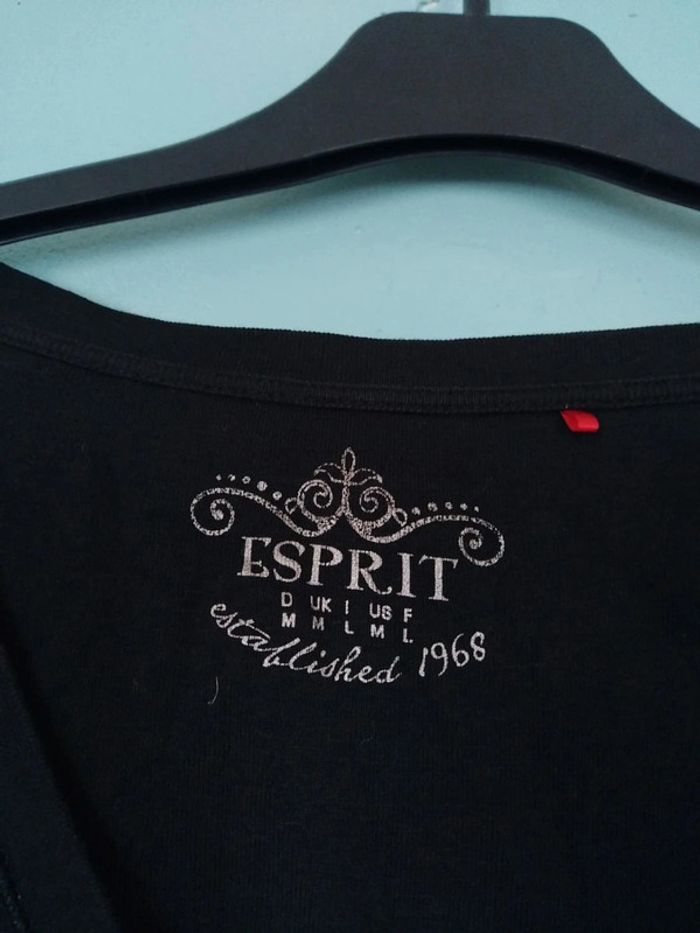 ESPRIT
D UK I US F
M M L M L
established 1968